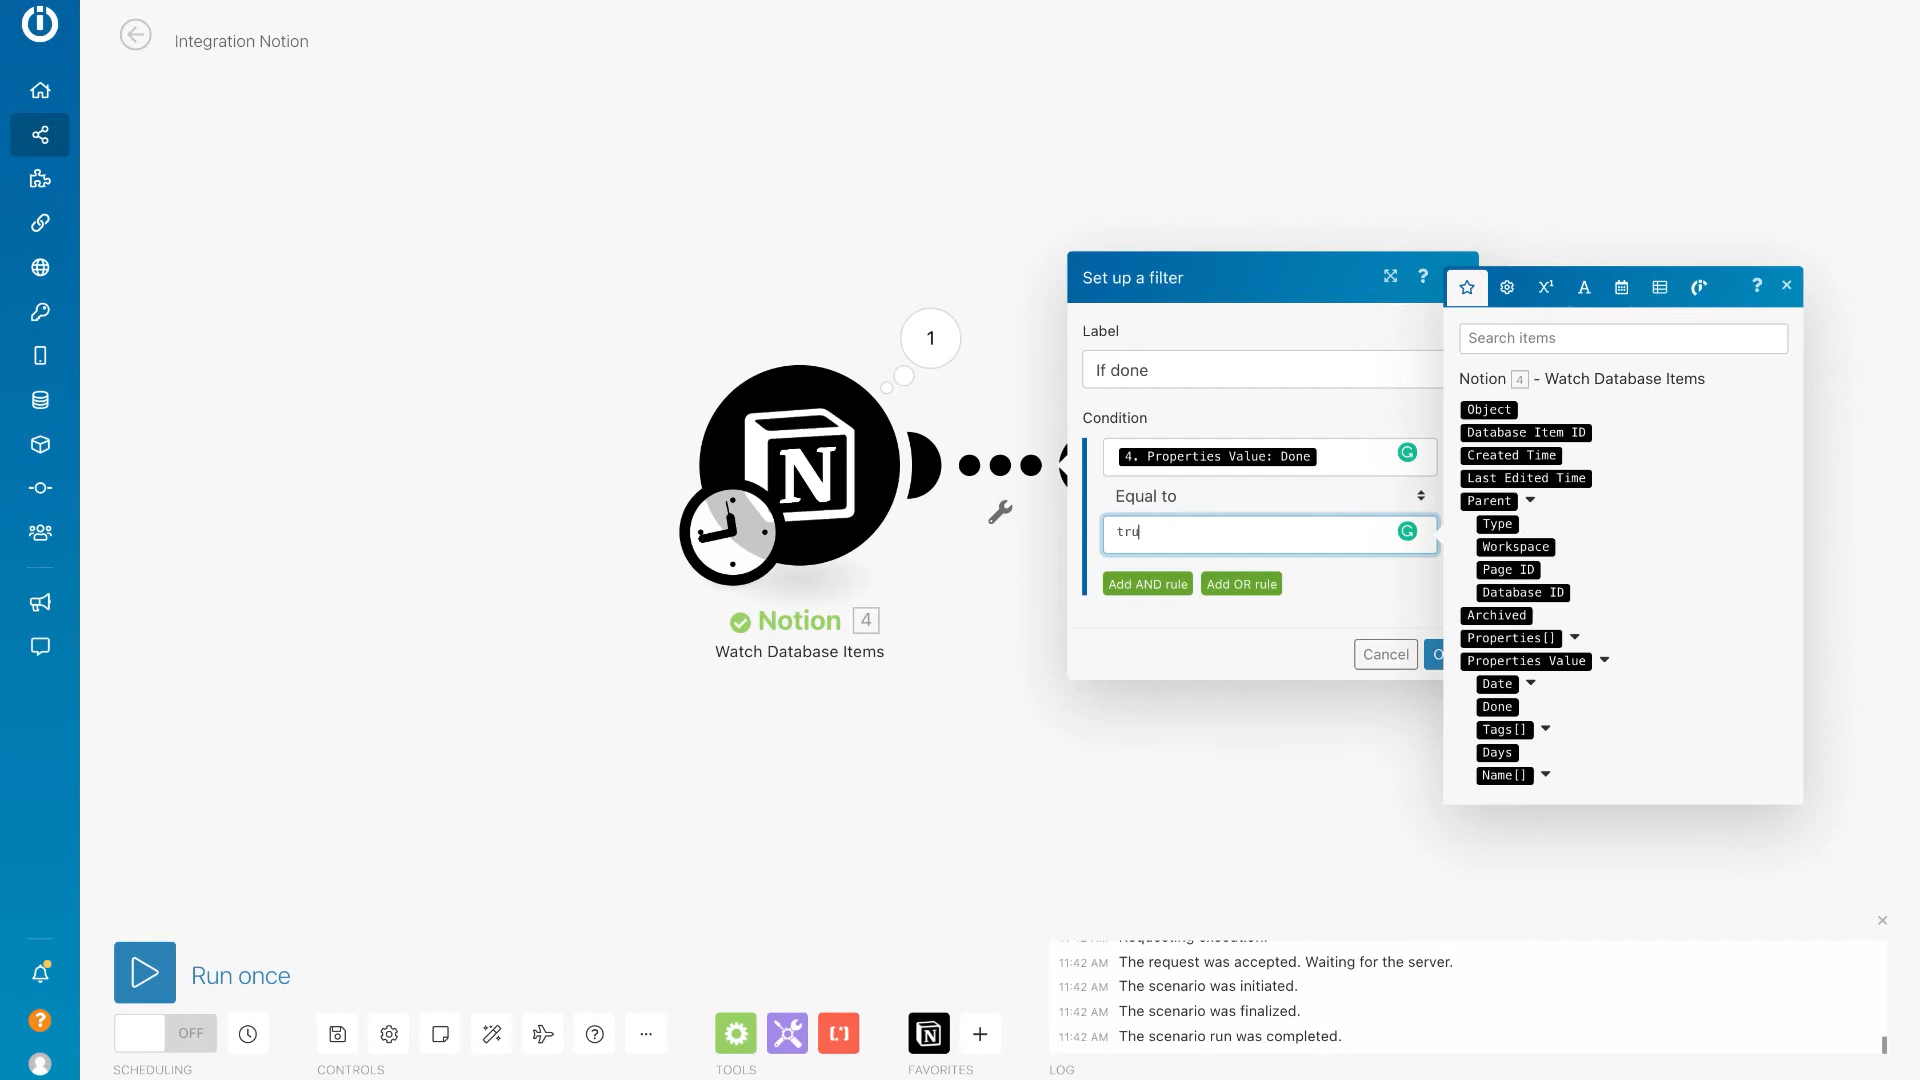 Integration Notion
1
Notion 4
Watch Database Items
Set up a filter
?
Label
If done
Condition
4. Properties Value: Done
Equal to
tru
Add AND rule
Add OR rule
Cancel
O
?
Search items
Notion 4 - Watch Database Items
Object
Database Item ID
Created Time
Last Edited Time
Parent
Type
Workspace
Page ID
Database ID
Archived
Properties[]
Properties Value
Date
Done
Tags[]
Days
Name[]
Run once
OFF
SCHEDULING
CONTROLS
TOOLS
FAVORITES
Requesting execution.
11:42 AM The request was accepted. Waiting for the server.
11:42 AM The scenario was initiated.
11:42 AM The scenario was finalized.
11:42 AM The scenario run was completed.
LOG